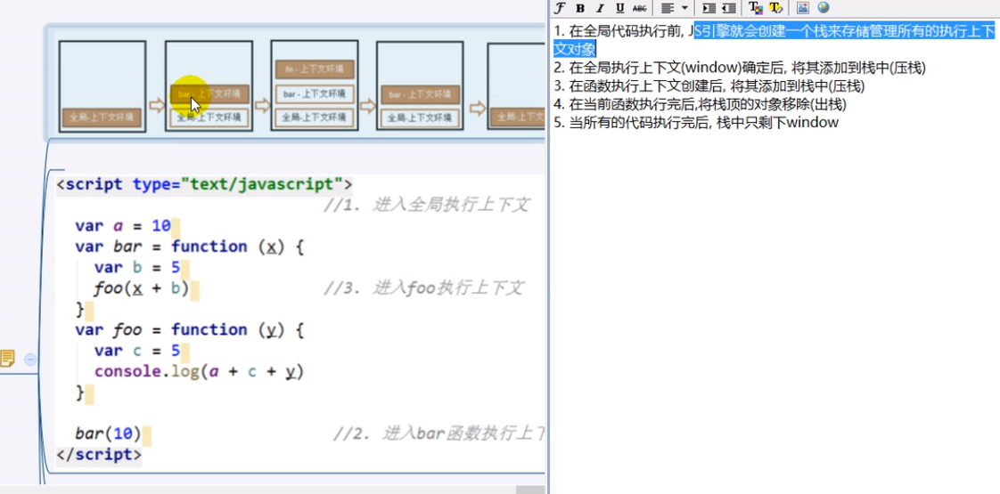 全局-上下文环境
bar - 上下文环境
全局-上下文环境
fn - 上下文环境
bar - 上下文环境
全局-上下文环境
bar - 上下文环境
全局-上下文环境
全局-上下文
<script type="text/javascript">
//1. 进入全局执行上下文
var a = 10
var bar = function (x) {
var b = 5
foo(x + b) //3. 进入foo执行上下文
}
var foo = function (y) {
var c = 5
console.log(a + c + y)
}
bar(10) //2. 进入bar函数执行上下
</script>
F B I U ABC
1. 在全局代码执行前, JS引擎就会创建一个栈来存储管理所有的执行上下
文对象
2. 在全局执行上下文(window)确定后, 将其添加到栈中(压栈)
3. 在函数执行上下文创建后, 将其添加到栈中(压栈)
4. 在当前函数执行完后,将栈顶的对象移除(出栈)
5. 当所有的代码执行完后, 栈中只剩下window